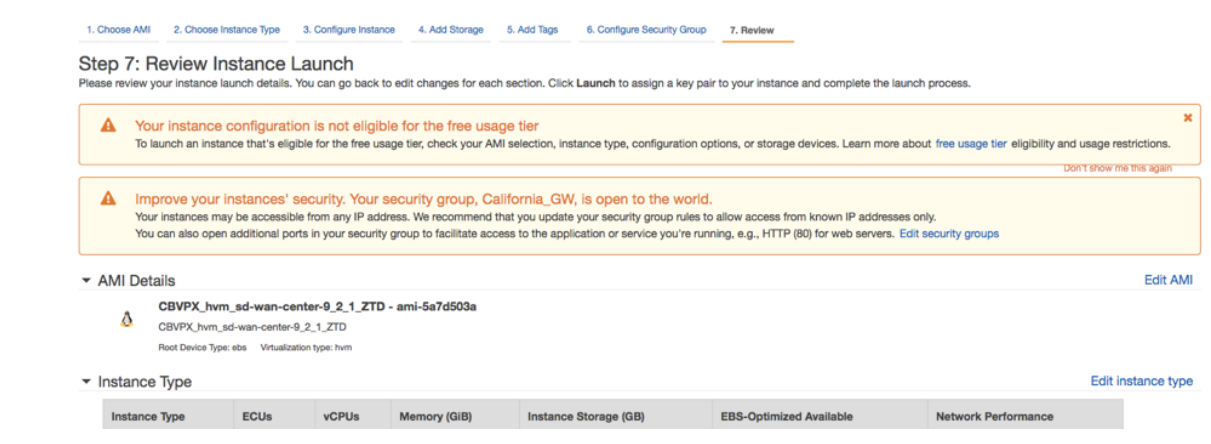 1. Choose AMI 2. Choose Instance Type 3. Configure Instance 4. Add Storage 5. Add Tags 6. Configure Security Group 7. Review
Step 7: Review Instance Launch
Please review your instance launch details. You can go back to edit changes for each section. Click Launch to assign a key pair to your instance and complete the launch process.
Your instance configuration is not eligible for the free usage tier
To launch an instance that's eligible for the free usage tier, check your AMI selection, instance type, configuration options, or storage devices. Learn more about free usage tier eligibility and usage restrictions.
Don't show me this again
Improve your instances' security. Your security group, California_GW, is open to the world.
Your instances may be accessible from any IP address. We recommend that you update your security group rules to allow access from known IP addresses only.
You can also open additional ports in your security group to facilitate access to the application or service you're running, e.g., HTTP (80) for web servers. Edit security groups
AMI Details Edit AMI
CBVPX_hvm_sd-wan-center-9_2_1_ZTD - ami-5a7d503a
CBVPX_hvm_sd-wan-center-9_2_1_ZTD
Root Device Type: ebs Virtualization type: hvm
Instance Type Edit instance type
Instance Type ECUs vCPUs Memory (GiB) Instance Storage (GB) EBS-Optimized Available Network Performance